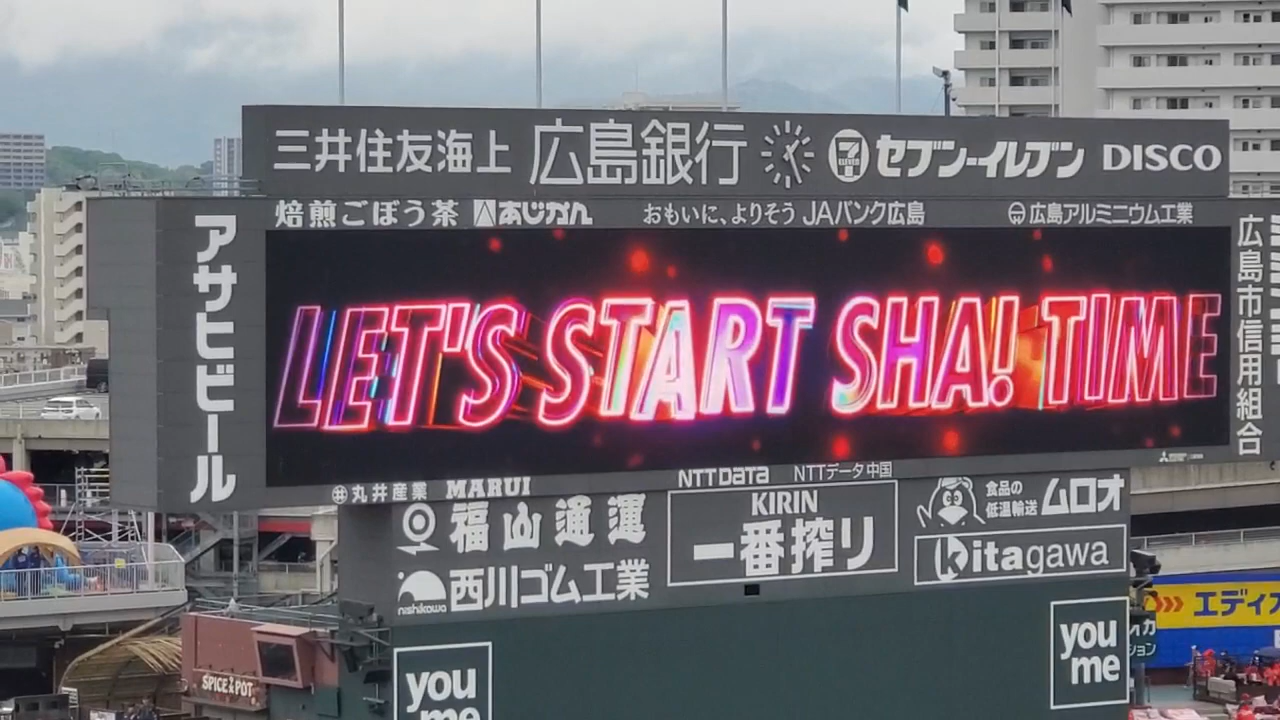 三井住友海上 広島銀行 7 ELEVEN セブン-イレブン DISCO
焙煎ごぼう茶 あじかん おもいに、よりそう JAバンク広島 広島アルミニウム工業
アサヒビール
LET'S START SHA! TIME
広島市信用組合
丸井産業 MARUI NTT DATA NTTデータ中国
福山通運
KIRIN
一番搾り
食品の
低温輸送
ムロオ
nishikawa 西川ゴム工業
kitagawa
エディオ
you
me
you
me
SPICE&POT